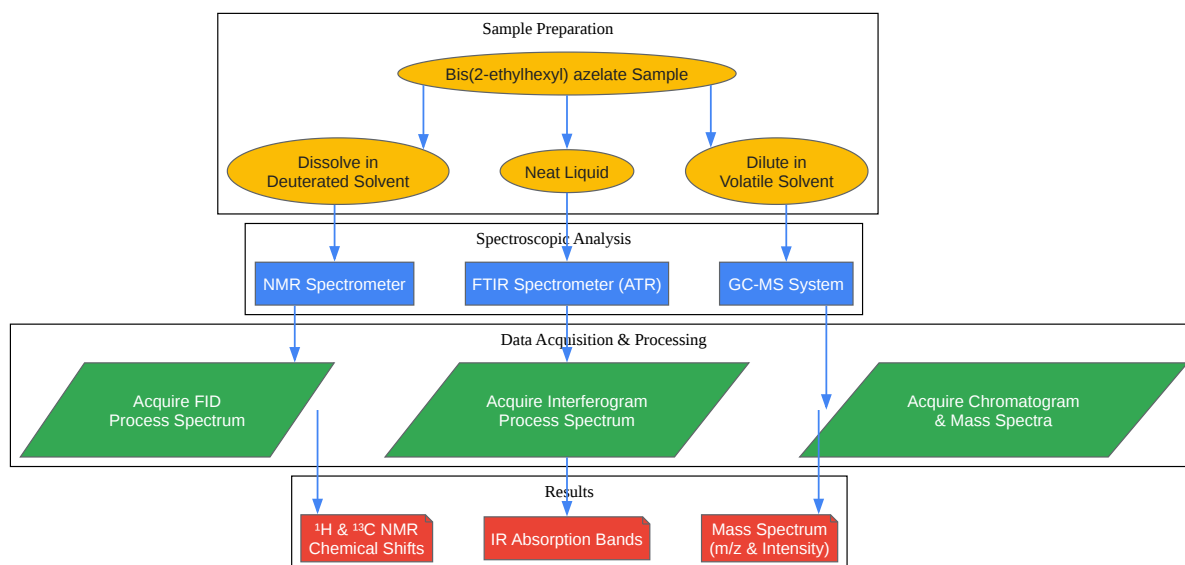 Sample Preparation
Bis(2-ethylhexyl) azelate Sample
Dissolve in
Deuterated Solvent
Neat Liquid
Dilute in
Volatile Solvent
Spectroscopic Analysis
NMR Spectrometer
FTIR Spectrometer (ATR)
GC-MS System
Data Acquisition & Processing
Acquire FID
Process Spectrum
Acquire Interferogram
Process Spectrum
Acquire Chromatogram
& Mass Spectra
Results
¹H & ¹³C NMR
Chemical Shifts
IR Absorption Bands
Mass Spectrum
(m/z & Intensity)